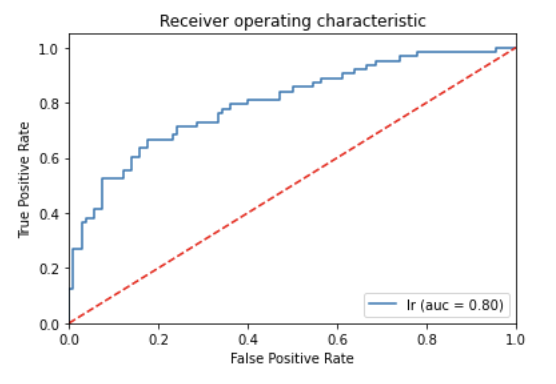 Receiver operating characteristic
1.0
0.8
0.6
0.4
0.2
0.0
True Positive Rate
lr (auc = 0.80)
0.0 0.2 0.4 0.6 0.8 1.0
False Positive Rate